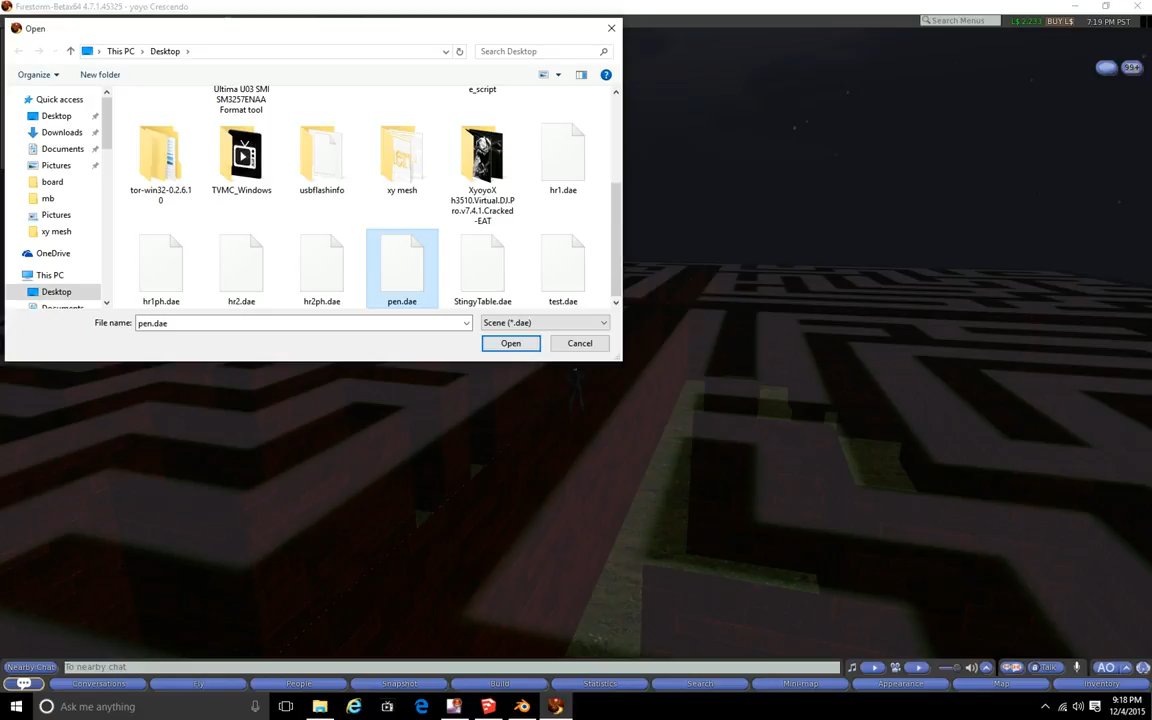 Firestorm-Betax64 4.7.1.45329 - yoyo Crescendo
Open
This PC
Desktop
Search Desktop
Organize
New folder
Quick access
Desktop
Downloads
Documents
Pictures
board
mb
Pictures
xy mesh
OneDrive
This PC
Desktop
Ultima U03 SMI
SM3257ENAA
Format tool
e_script
tor-win32-0.2.6.1
0
TVMC_Windows
usbflashinfo
xy mesh
XyoyoX
h3510.Virtual.DJ.P
ro.v7.4.1.Cracked
-EAT
hr1.dae
hr1ph.dae
hr2.dae
hr2ph.dae
pen.dae
StingyTable.dae
test.dae
File name:
pen.dae
Scene (*.dae)
Open
Cancel
Search Menus
L$ 2,233
BUY L$
7:19 PM PST
99+
Nearby Chat
To nearby chat
Talk
AO
Conversations
Fly
People
Snapshot
Build
Statistics
Search
Mini-map
Appearance
Map
Inventory
Ask me anything
9:18 PM
12/4/2015